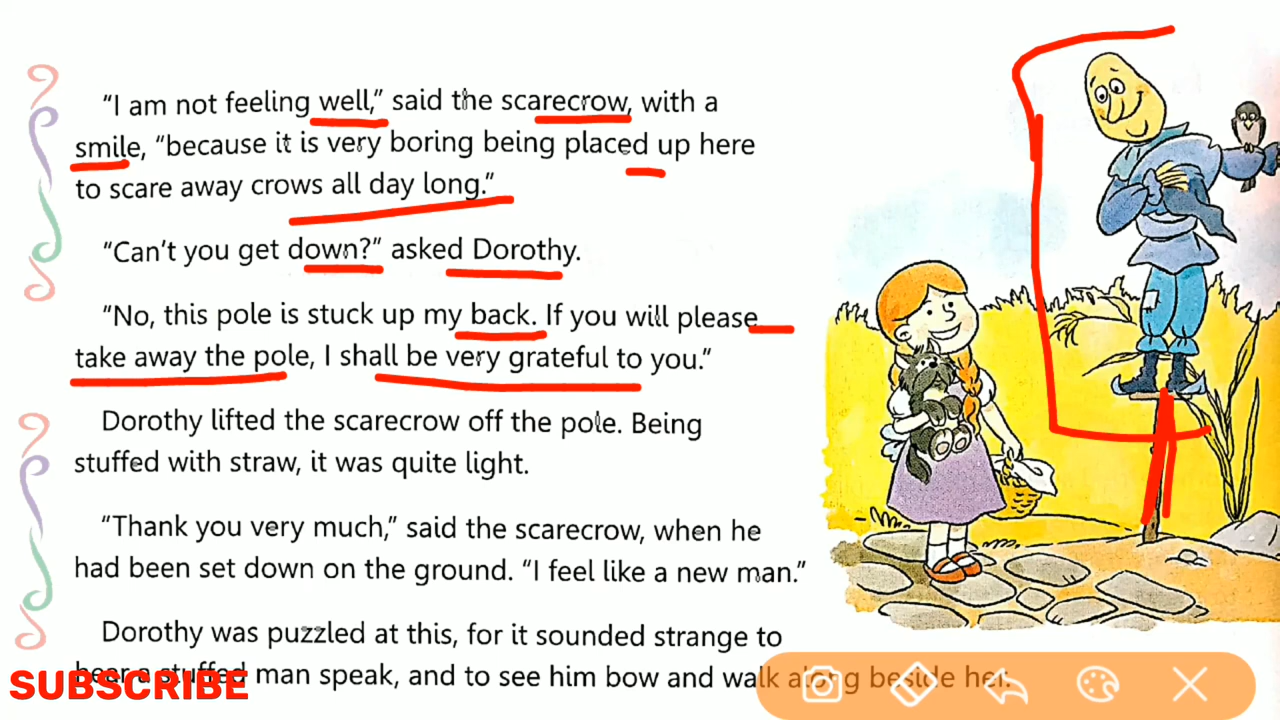 “I am not feeling well,” said the scarecrow, with a
smile, “because it is very boring being placed up here
to scare away crows all day long.”
“Can’t you get down?” asked Dorothy.
“No, this pole is stuck up my back. If you will please
take away the pole, I shall be very grateful to you.”
Dorothy lifted the scarecrow off the pole. Being
stuffed with straw, it was quite light.
“Thank you very much,” said the scarecrow, when he
had been set down on the ground. “I feel like a new man.”
Dorothy was puzzled at this, for it sounded strange to
hear a stuffed man speak, and to see him bow and walk along beside her.
SUBSCRIBE